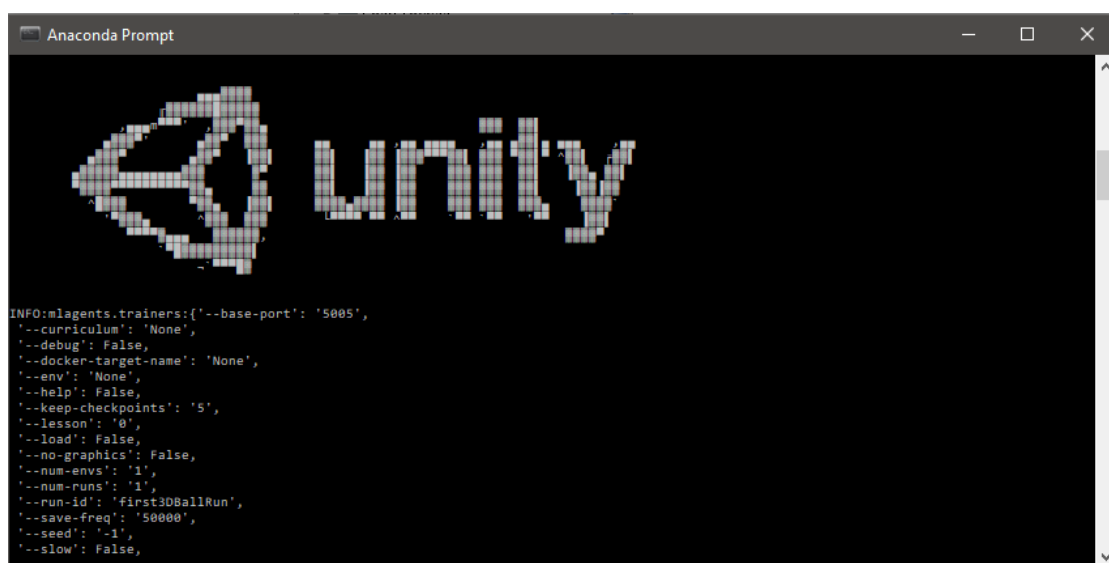 Anaconda Prompt
unity
INFO:mlagents.trainers:{'--base-port': '5005',
'--curriculum': 'None',
'--debug': False,
'--docker-target-name': 'None',
'--env': 'None',
'--help': False,
'--keep-checkpoints': '5',
'--lesson': '0',
'--load': False,
'--no-graphics': False,
'--num-envs': '1',
'--num-runs': '1',
'--run-id': 'first3DBallRun',
'--save-freq': '50000',
'--seed': '-1',
'--slow': False,